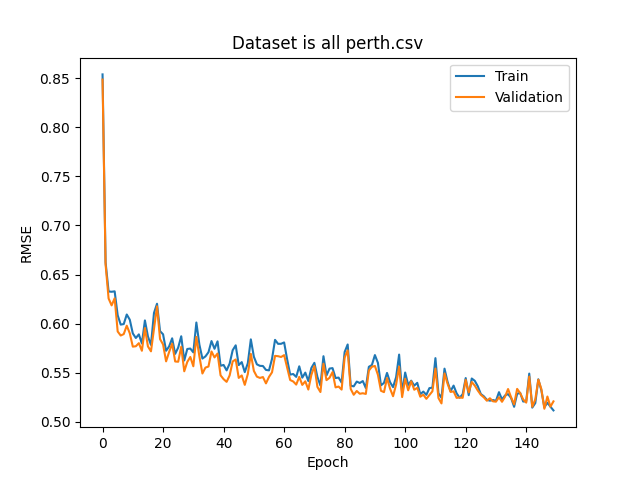 Dataset is all perth.csv
Train
Validation
RMSE
0.85
0.80
0.75
0.70
0.65
0.60
0.55
0.50
0 20 40 60 80 100 120 140
Epoch